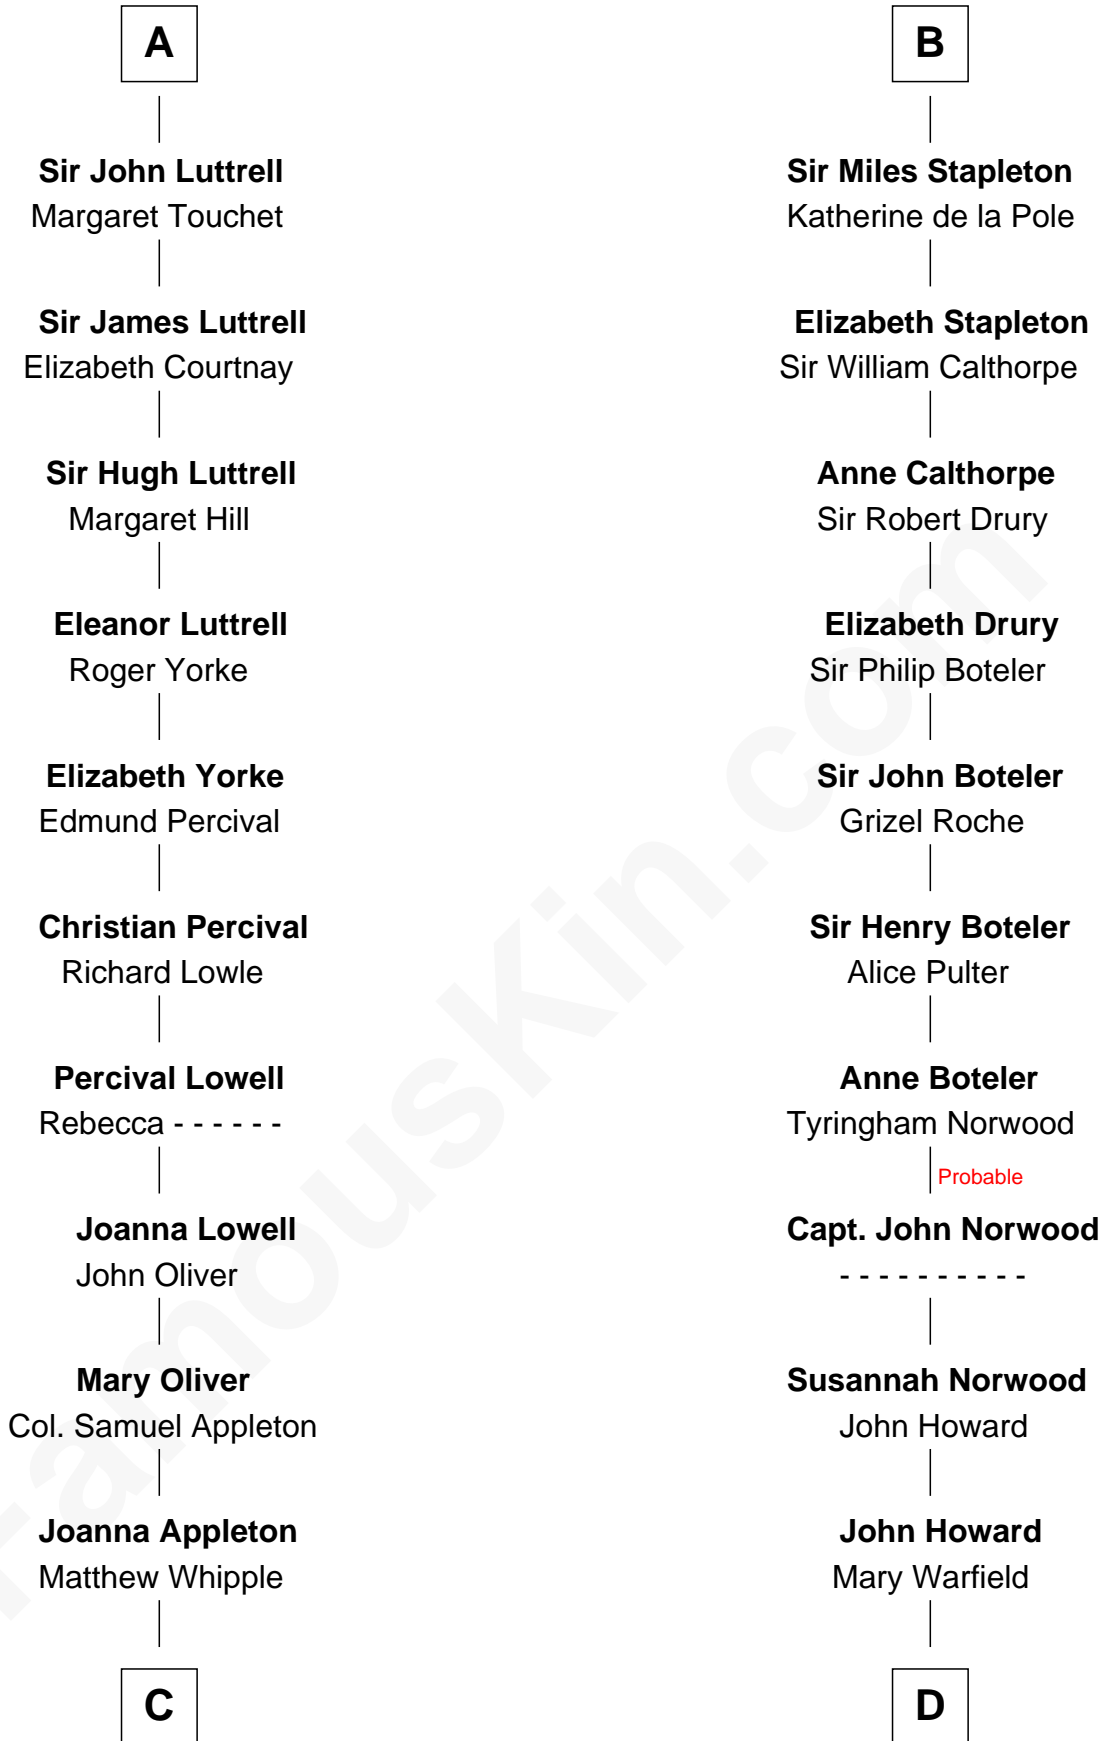 A
Sir John Luttrell
Margaret Touchet
Sir James Luttrell
Elizabeth Courtnay
Sir Hugh Luttrell
Margaret Hill
Eleanor Luttrell
Roger Yorke
Elizabeth Yorke
Edmund Percival
Christian Percival
Richard Lowle
Percival Lowell
Rebecca - - - - - -
Joanna Lowell
John Oliver
Mary Oliver
Col. Samuel Appleton
Joanna Appleton
Matthew Whipple
C
B
Sir Miles Stapleton
Katherine de la Pole
Elizabeth Stapleton
Sir William Calthorpe
Anne Calthorpe
Sir Robert Drury
Elizabeth Drury
Sir Philip Boteler
Sir John Boteler
Grizel Roche
Sir Henry Boteler
Alice Pulter
Anne Boteler
Tyringham Norwood
Probable
Capt. John Norwood
- - - - - - - - - -
Susannah Norwood
John Howard
John Howard
Mary Warfield
D
FamousKin.com